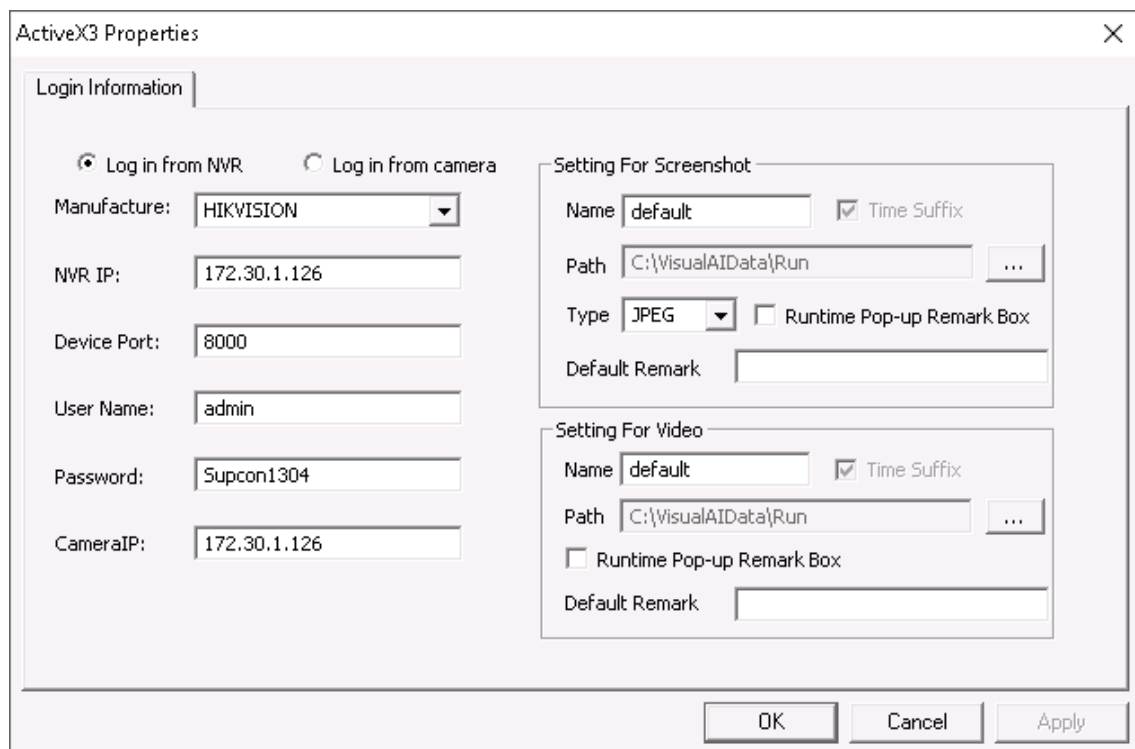 ActiveX3 Properties
Login Information
Log in from NVR
Log in from camera
Manufacture: HIKVISION
NVR IP: 172.30.1.126
Device Port: 8000
User Name: admin
Password: Supcon1304
CameraIP: 172.30.1.126
Setting For Screenshot
Name default Time Suffix
Path C:\VisualAIData\Run ...
Type JPEG Runtime Pop-up Remark Box
Default Remark
Setting For Video
Name default Time Suffix
Path C:\VisualAIData\Run ...
Runtime Pop-up Remark Box
Default Remark
OK Cancel Apply